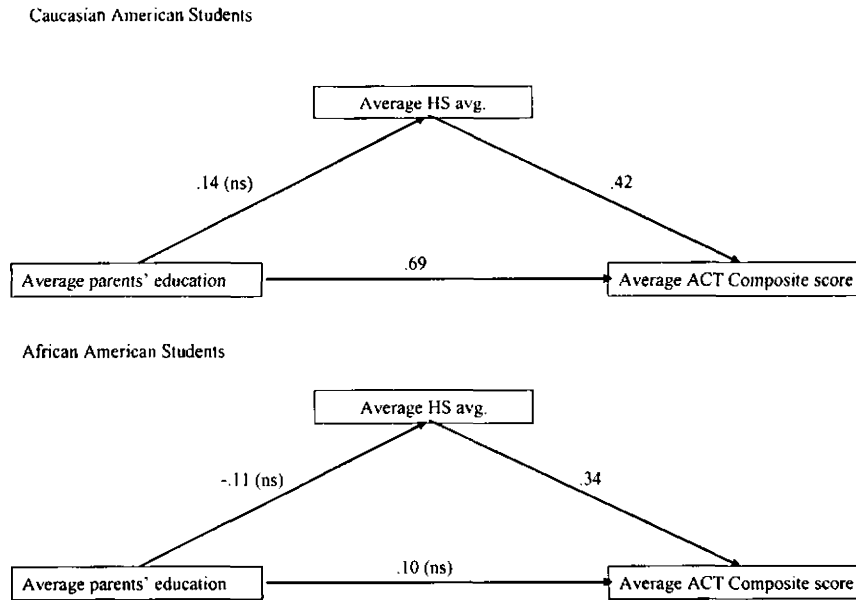 Caucasian American Students
Average HS avg.
.14 (ns)
.42
Average parents' education
.69
Average ACT Composite score
African American Students
Average HS avg.
-.11 (ns)
.34
Average parents' education
.10 (ns)
Average ACT Composite score